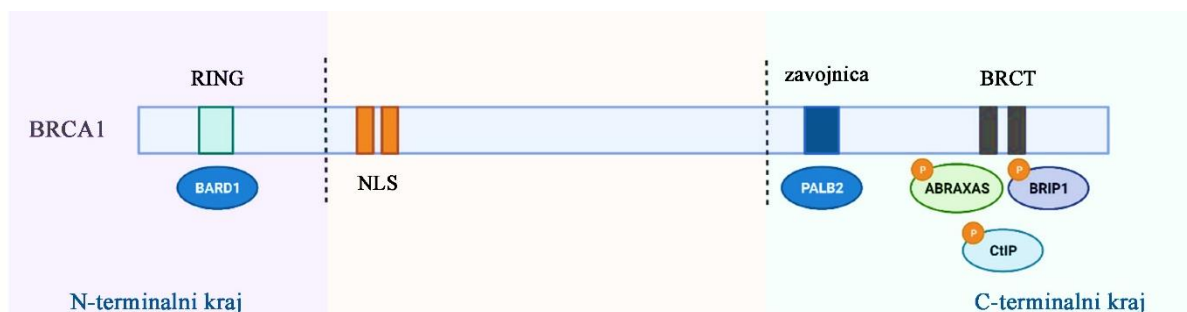 RING
zavojnica
BRCT
BRCA1
BARD1
NLS
PALB2
P
ABRAXAS
P
BRIP1
P
CtIP
N-terminalni kraj
C-terminalni kraj